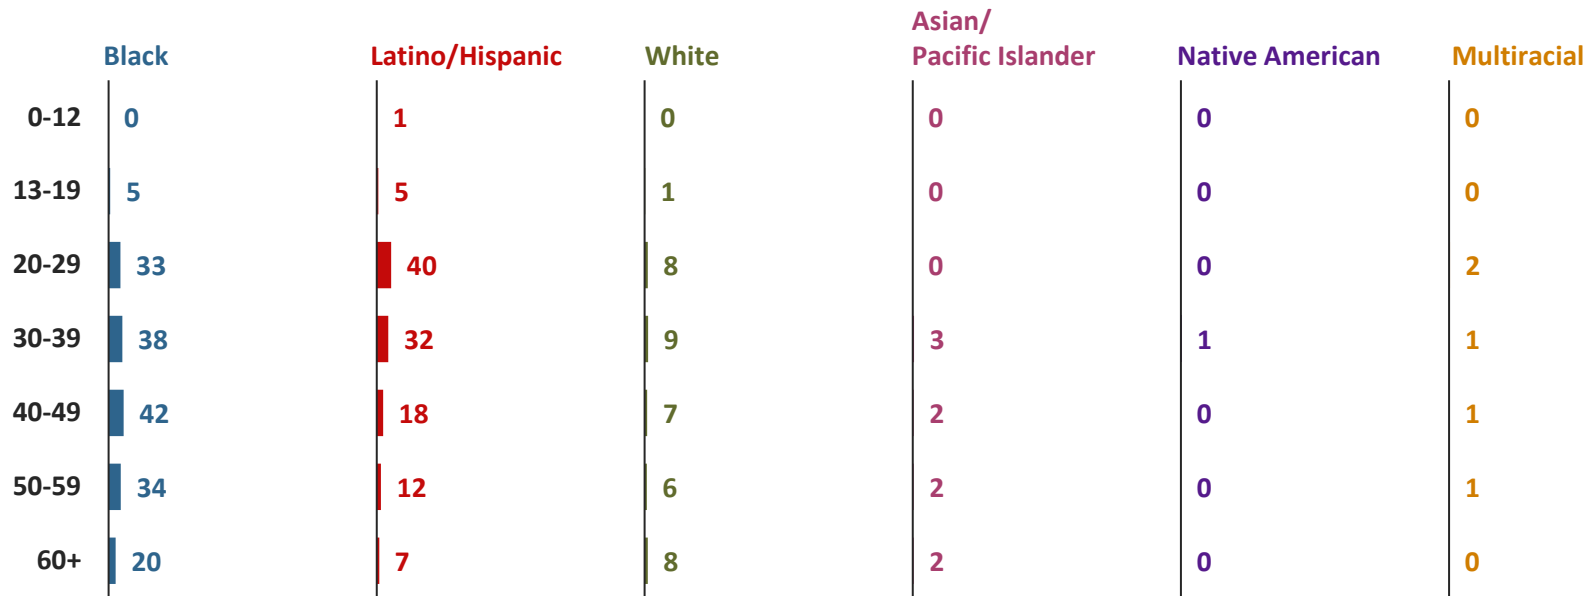 Asian/
Black Latino/Hispanic White Pacific Islander Native American Multiracial
0-12 0 1 0 0 0 0
13-19 5 5 1 0 0 0
20-29 33 40 8 0 0 2
30-39 38 32 9 3 1 1
40-49 42 18 7 2 0 1
50-59 34 12 6 2 0 1
60+ 20 7 8 2 0 0